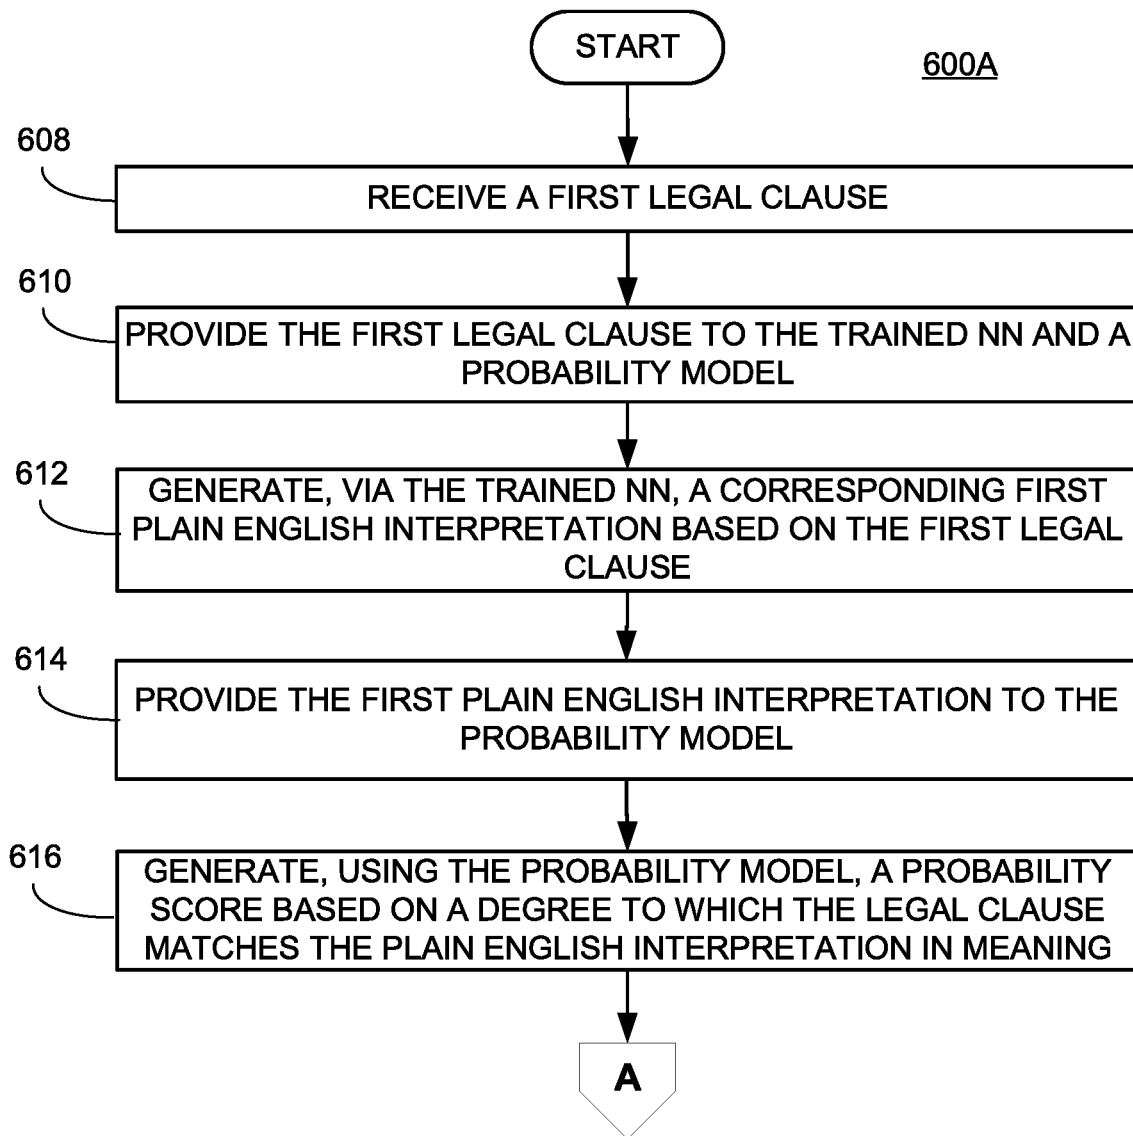 START
600A
608
RECEIVE A FIRST LEGAL CLAUSE
610
PROVIDE THE FIRST LEGAL CLAUSE TO THE TRAINED NN AND A
PROBABILITY MODEL
612
GENERATE, VIA THE TRAINED NN, A CORRESPONDING FIRST
PLAIN ENGLISH INTERPRETATION BASED ON THE FIRST LEGAL
CLAUSE
614
PROVIDE THE FIRST PLAIN ENGLISH INTERPRETATION TO THE
PROBABILITY MODEL
616
GENERATE, USING THE PROBABILITY MODEL, A PROBABILITY
SCORE BASED ON A DEGREE TO WHICH THE LEGAL CLAUSE
MATCHES THE PLAIN ENGLISH INTERPRETATION IN MEANING
A